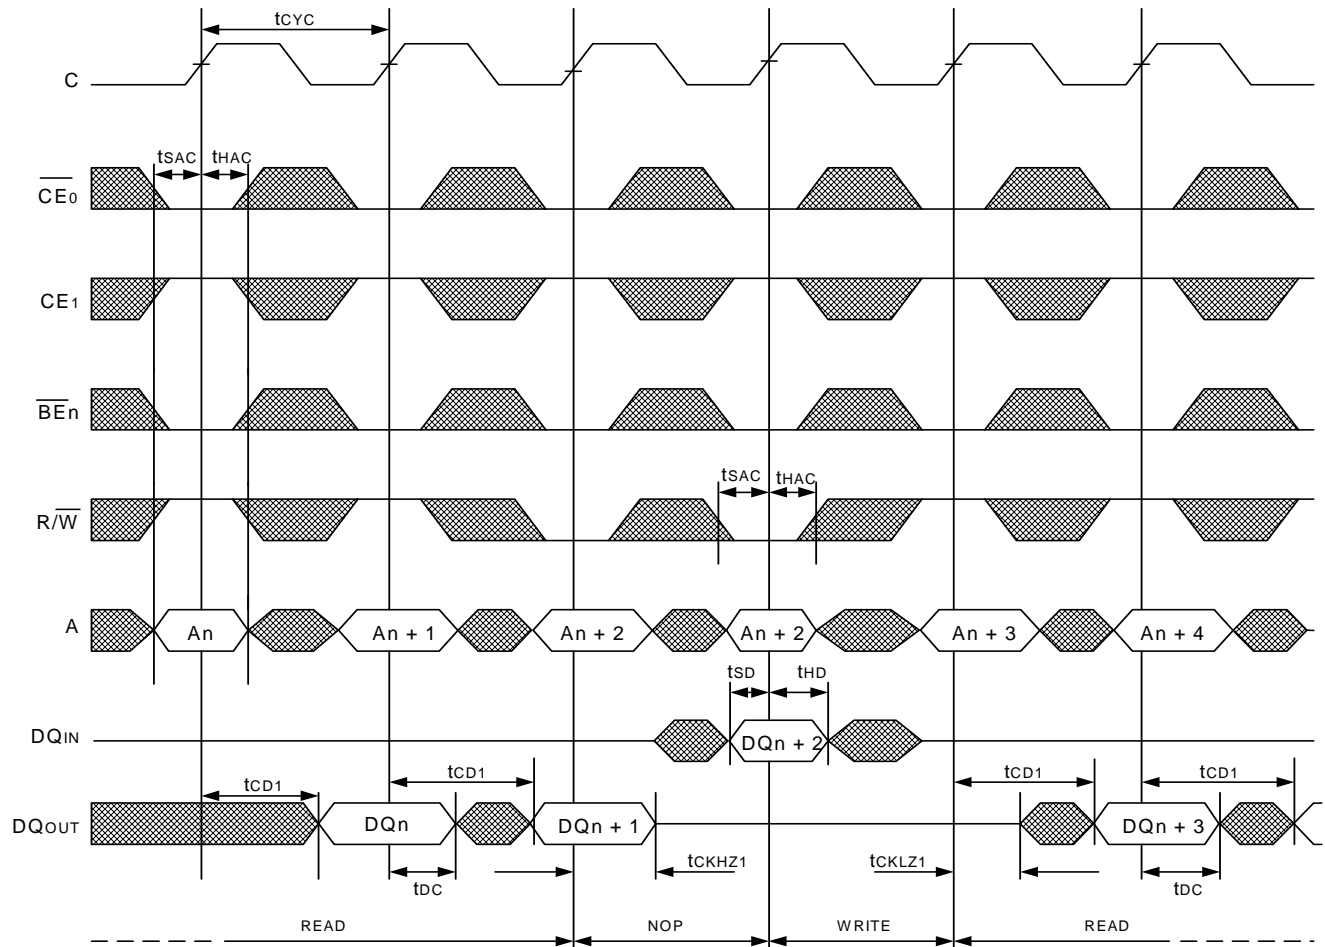 tCYC
C
tSAC tHAC
CE0
CE1
BEn
tSAC tHAC
R/W
A An An + 1 An + 2 An + 2 An + 3 An + 4
tSD tHD
DQIN DQn + 2
tCD1 tCD1 tCD1 tCD1
DQOUT DQn DQn + 1 DQn + 3
tDC tCKHZ1 tCKLZ1 tDC
READ NOP WRITE READ